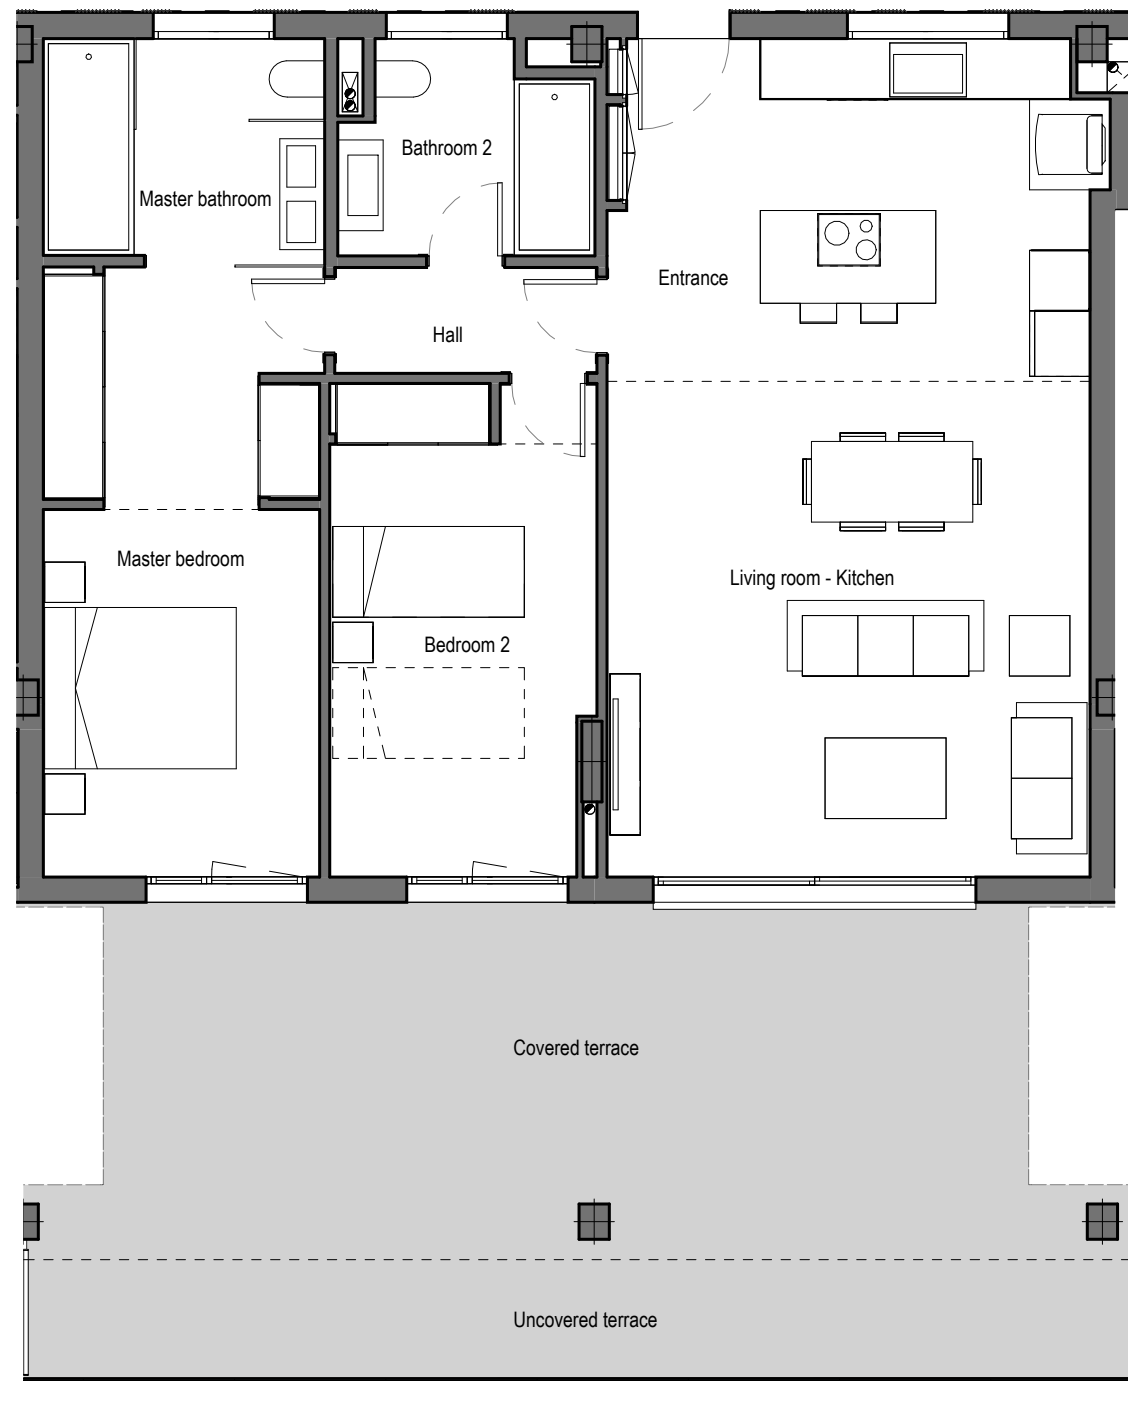 Bathroom 2
Master bathroom
Entrance
Hall
Master bedroom
Living room - Kitchen
Bedroom 2
Covered terrace
Uncovered terrace